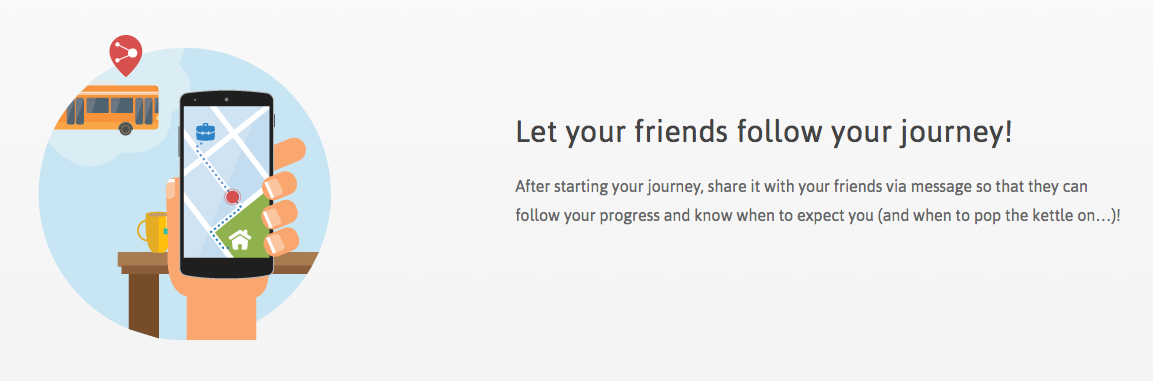 Let your friends follow your journey!
After starting your journey, share it with your friends via message so that they can
follow your progress and know when to expect you (and when to pop the kettle on...)!